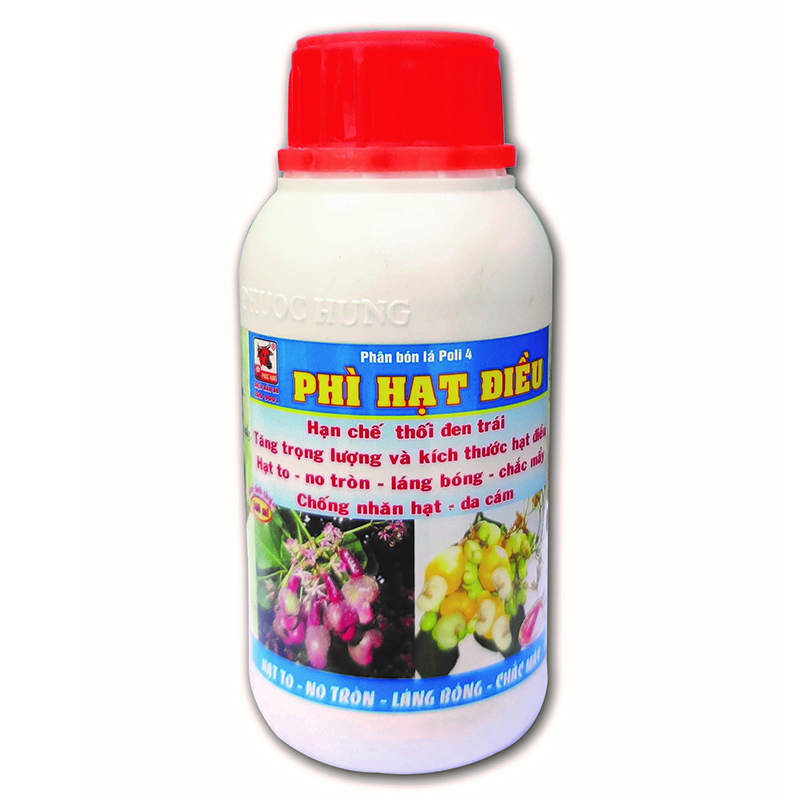 PHUOC HUNG
Phân bón lá Poli 4
PHÌ HẠT ĐIỀU
Hạn chế thối đen trái
Tăng trọng lượng và kích thước hạt điều
Hạt to - no tròn - láng bóng - chắc mẩy
Chống nhăn hạt - da cám
HẠT TO - NO TRÒN - LÁNG BÓNG - CHẮC MẨY